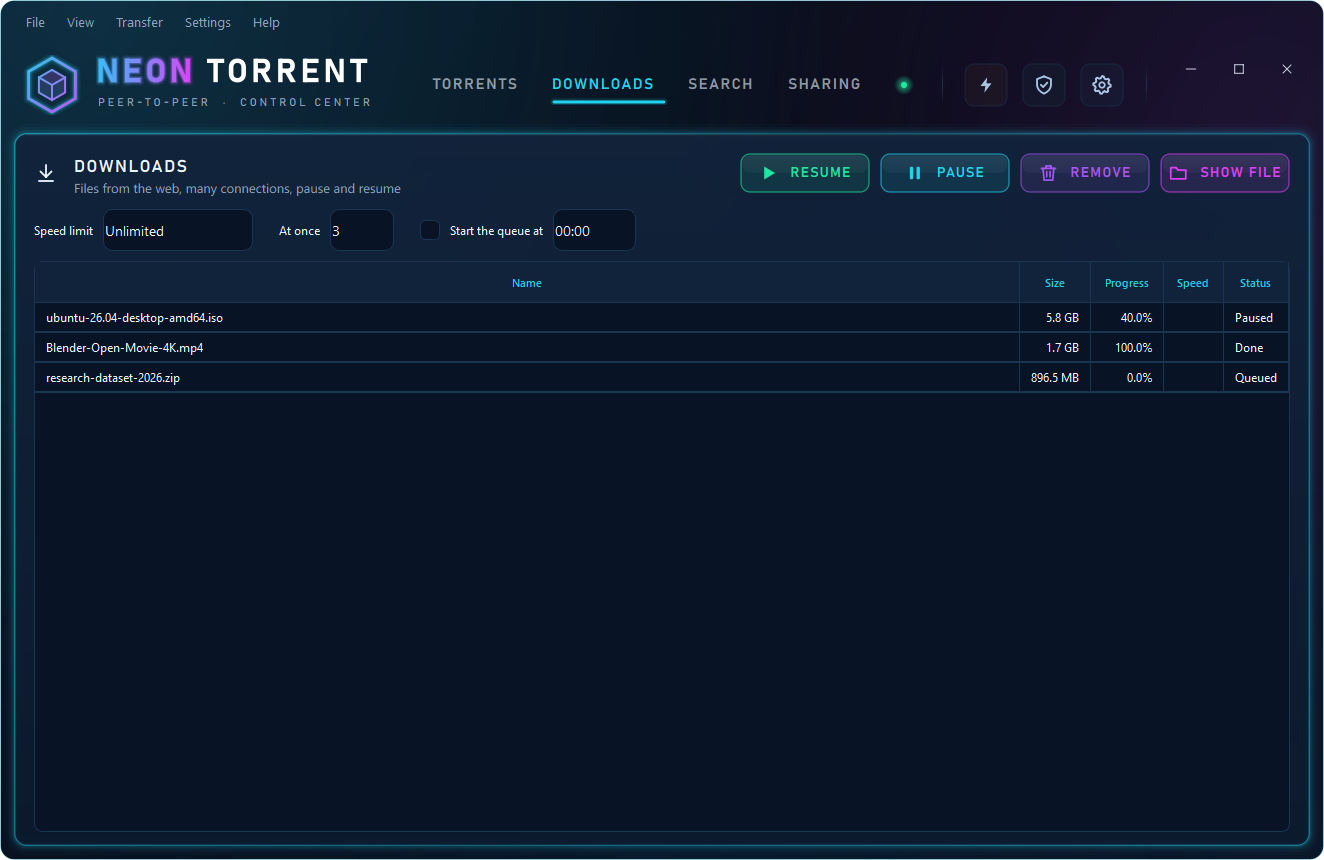 File View Transfer Settings Help
NEON TORRENT
PEER-TO-PEER · CONTROL CENTER
TORRENTS DOWNLOADS SEARCH SHARING
DOWNLOADS
Files from the web, many connections, pause and resume
RESUME PAUSE REMOVE SHOW FILE
Speed limit Unlimited At once 3 Start the queue at 00:00
Name Size Progress Speed Status
ubuntu-26.04-desktop-amd64.iso 5.8 GB 40.0% Paused
Blender-Open-Movie-4K.mp4 1.7 GB 100.0% Done
research-dataset-2026.zip 896.5 MB 0.0% Queued